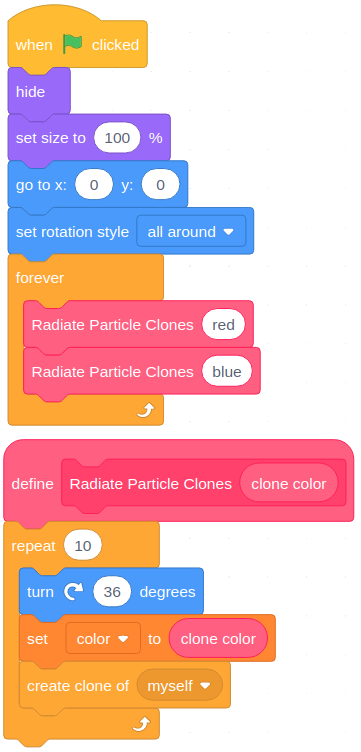 when clicked
hide
set size to 100 %
go to x: 0 y: 0
set rotation style all around
forever
Radiate Particle Clones red
Radiate Particle Clones blue
define Radiate Particle Clones clone color
repeat 10
turn 36 degrees
set color to clone color
create clone of myself